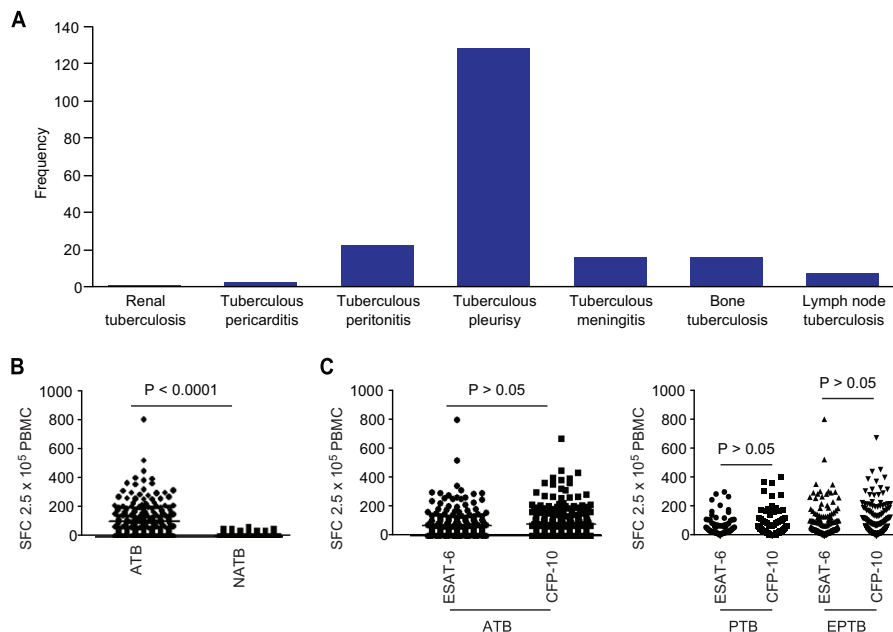 A
140
120
100
80
60
40
20
0
Frequency
Renal tuberculosis
Tuberculous pericarditis
Tuberculous peritonitis
Tuberculous pleurisy
Tuberculous meningitis
Bone tuberculosis
Lymph node tuberculosis
B
1000
800
600
400
200
0
SFC 2.5 x 10⁵ PBMC
P < 0.0001
ATB
NATB
C
1000
800
600
400
200
0
SFC 2.5 x 10⁵ PBMC
P > 0.05
ESAT-6
CFP-10
ATB
1000
800
600
400
200
0
SFC 2.5 x 10⁵ PBMC
P > 0.05
P > 0.05
ESAT-6
CFP-10
ESAT-6
CFP-10
PTB
EPTB